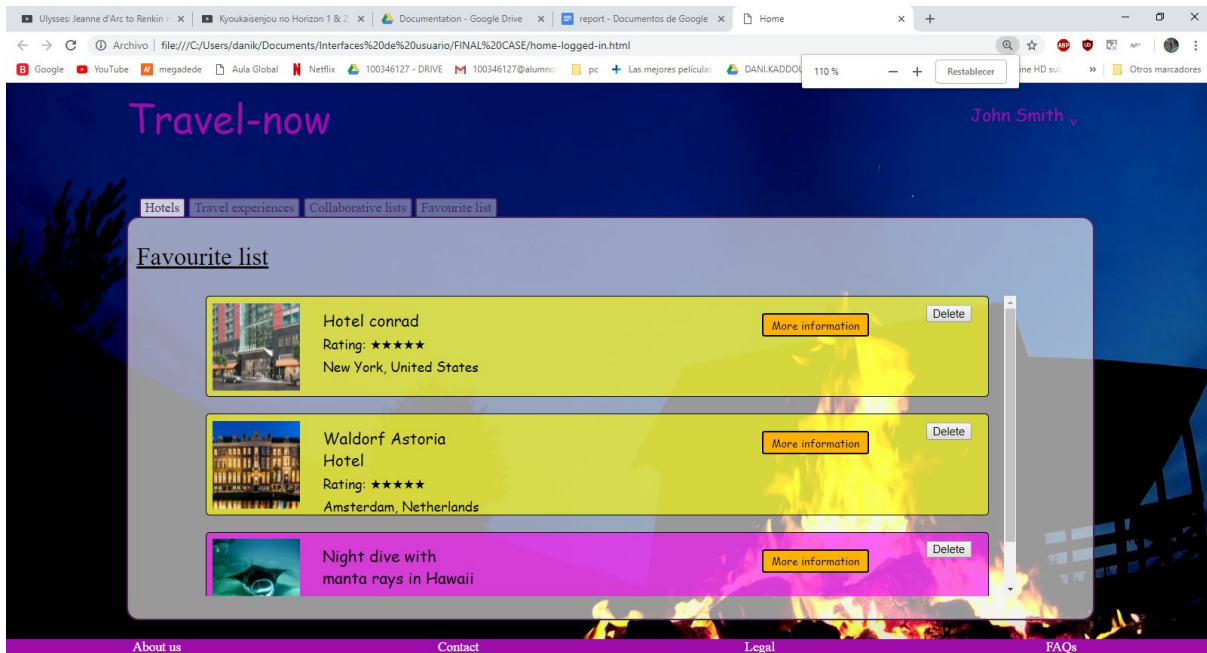 Ulysses: Jeanne d'Arc to Renkin n
Kyoukaisenjou no Horizon 1 & 2
Documentation - Google Drive
report - Documentos de Google
Home
Archivo
file:///C:/Users/danik/Documents/Interfaces%20de%20usuario/FINAL%20CASE/home-logged-in.html
Google
YouTube
megadede
Aula Global
Netflix
100346127 - DRIVE
100346127@alumno
pc
Las mejores películas
DANI.KADDOU
ine HD sub
»
Otros marcadores
110 %
Restablecer
Travel-now
John Smith v
Hotels
Travel experiences
Collaborative lists
Favourite list
Favourite list
Hotel conrad
Rating: ★★★★★
New York, United States
More information
Delete
Waldorf Astoria
Hotel
Rating: ★★★★★
Amsterdam, Netherlands
More information
Delete
Night dive with
manta rays in Hawaii
More information
Delete
About us
Contact
Legal
FAQs